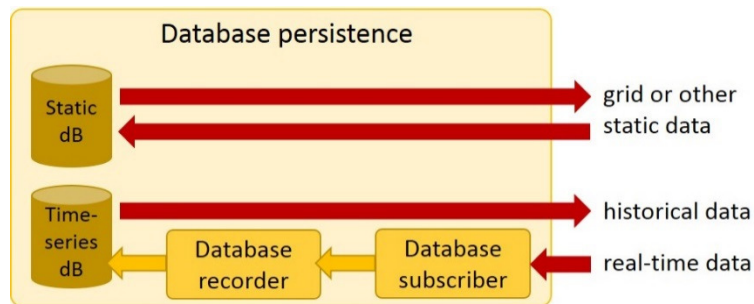 Database persistence
Static
dB
grid or other
static data
Time-
series
dB
historical data
Database
recorder
Database
subscriber
real-time data